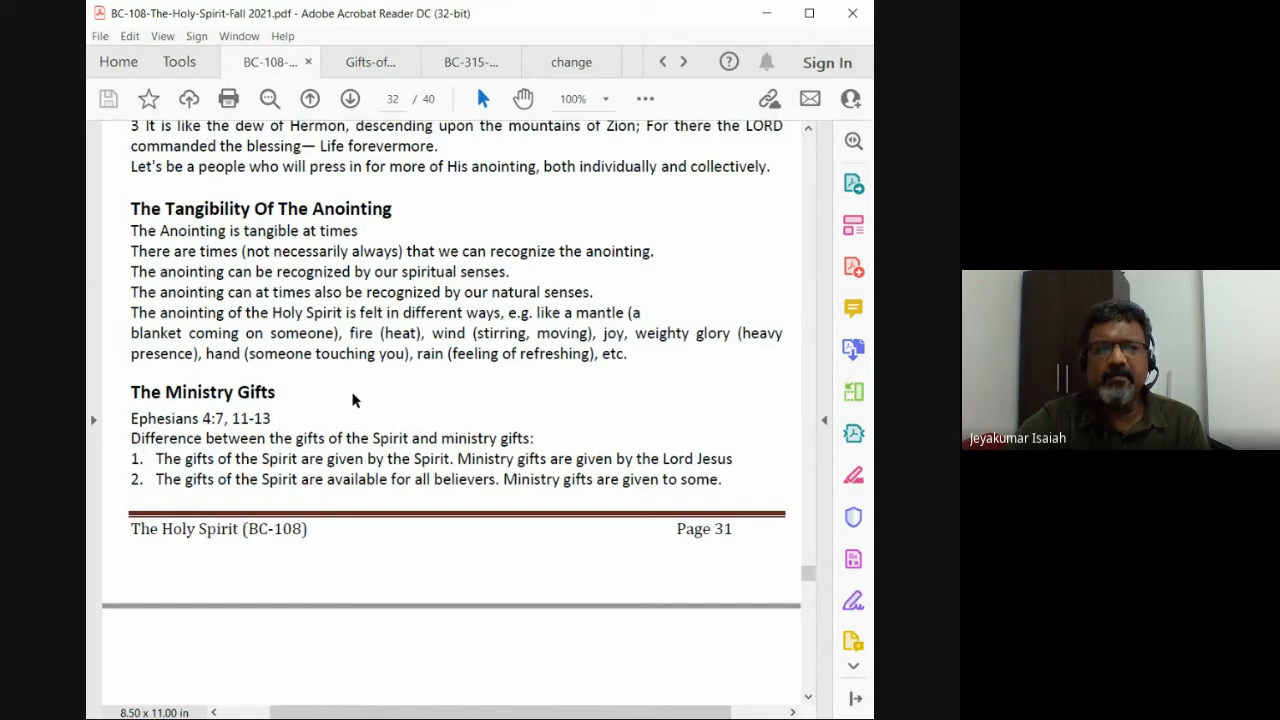 BC-108-The-Holy-Spirit-Fall 2021.pdf - Adobe Acrobat Reader DC (32-bit)
File Edit View Sign Window Help
Home Tools BC-108-... × Gifts-of... BC-315-... change Sign In
32 / 40 100%
3 It is like the dew of Hermon, descending upon the mountains of Zion; For there the LORD
commanded the blessing— Life forevermore.
Let's be a people who will press in for more of His anointing, both individually and collectively.
The Tangibility Of The Anointing
The Anointing is tangible at times
There are times (not necessarily always) that we can recognize the anointing.
The anointing can be recognized by our spiritual senses.
The anointing can at times also be recognized by our natural senses.
The anointing of the Holy Spirit is felt in different ways, e.g. like a mantle (a
blanket coming on someone), fire (heat), wind (stirring, moving), joy, weighty glory (heavy
presence), hand (someone touching you), rain (feeling of refreshing), etc.
The Ministry Gifts
Ephesians 4:7, 11-13
Difference between the gifts of the Spirit and ministry gifts:
1. The gifts of the Spirit are given by the Spirit. Ministry gifts are given by the Lord Jesus
2. The gifts of the Spirit are available for all believers. Ministry gifts are given to some.
The Holy Spirit (BC-108) Page 31
8.50 x 11.00 in
Jeyakumar Isaiah